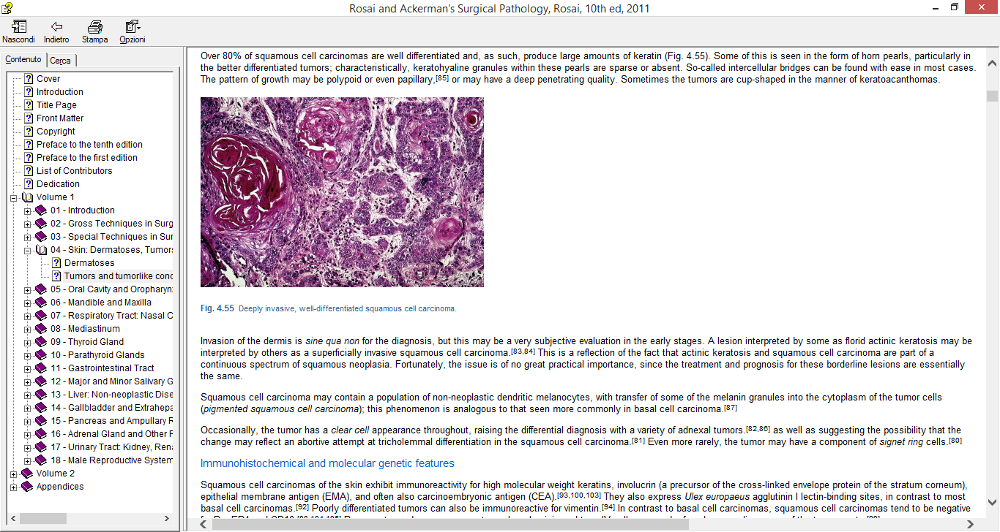 Rosai and Ackerman's Surgical Pathology, Rosai, 10th ed, 2011
Nascondi Indietro Stampa Opzioni
Contenuto Cerca
Cover
Introduction
Title Page
Front Matter
Copyright
Preface to the tenth edition
Preface to the first edition
List of Contributors
Dedication
Volume 1
01 - Introduction
02 - Gross Techniques in Surg
03 - Special Techniques in Sur
04 - Skin: Dermatoses, Tumors
Dermatoses
Tumors and tumorlike conc
05 - Oral Cavity and Oropharyn
06 - Mandible and Maxilla
07 - Respiratory Tract: Nasal C
08 - Mediastinum
09 - Thyroid Gland
10 - Parathyroid Glands
11 - Gastrointestinal Tract
12 - Major and Minor Salivary G
13 - Liver: Non-neoplastic Dise
14 - Gallbladder and Extrahepa
15 - Pancreas and Ampullary R
16 - Adrenal Gland and Other F
17 - Urinary Tract: Kidney, Rena
18 - Male Reproductive System
Volume 2
Appendices
Over 80% of squamous cell carcinomas are well differentiated and, as such, produce large amounts of keratin (Fig. 4.55). Some of this is seen in the form of horn pearls, particularly in
the better differentiated tumors; characteristically, keratohyaline granules within these pearls are sparse or absent. So-called intercellular bridges can be found with ease in most cases.
The pattern of growth may be polypoid or even papillary,[85] or may have a deep penetrating quality. Sometimes the tumors are cup-shaped in the manner of keratoacanthomas.
Fig. 4.55 Deeply invasive, well-differentiated squamous cell carcinoma.
Invasion of the dermis is sine qua non for the diagnosis, but this may be a very subjective evaluation in the early stages. A lesion interpreted by some as florid actinic keratosis may be
interpreted by others as a superficially invasive squamous cell carcinoma.[83,84] This is a reflection of the fact that actinic keratosis and squamous cell carcinoma are part of a
continuous spectrum of squamous neoplasia. Fortunately, the issue is of no great practical importance, since the treatment and prognosis for these borderline lesions are essentially
the same.
Squamous cell carcinoma may contain a population of non-neoplastic dendritic melanocytes, with transfer of some of the melanin granules into the cytoplasm of the tumor cells
(pigmented squamous cell carcinoma); this phenomenon is analogous to that seen more commonly in basal cell carcinoma.[87]
Occasionally, the tumor has a clear cell appearance throughout, raising the differential diagnosis with a variety of adnexal tumors,[82,86] as well as suggesting the possibility that the
change may reflect an abortive attempt at tricholemmal differentiation in the squamous cell carcinoma.[81] Even more rarely, the tumor may have a component of signet ring cells.[80]
Immunohistochemical and molecular genetic features
Squamous cell carcinomas of the skin exhibit immunoreactivity for high molecular weight keratins, involucrin (a precursor of the cross-linked envelope protein of the stratum corneum),
epithelial membrane antigen (EMA), and often also carcinoembryonic antigen (CEA).[93,100,103] They also express Ulex europaeus agglutinin I lectin-binding sites, in contrast to most
basal cell carcinomas.[92] Poorly differentiated tumors can also be immunoreactive for vimentin.[94] In contrast to basal cell carcinomas, squamous cell carcinomas tend to be negative